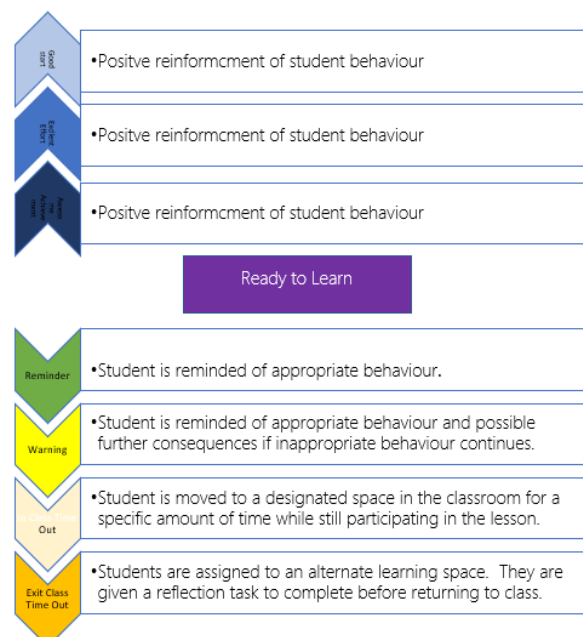 Good
start
•Positve reinformcment of student behaviour
Exclient
Effort
•Positve reinformcment of student behaviour
•Positve reinformcment of student behaviour
Ready to Learn
Reminder
•Student is reminded of appropriate behaviour.
Warning
•Student is reminded of appropriate behaviour and possible
further consequences if inappropriate behaviour continues.
In Class Time
Out
•Student is moved to a designated space in the classroom for a
specific amount of time while still participating in the lesson.
Exit Class
Time Out
•Students are assigned to an alternate learning space. They are
given a reflection task to complete before returning to class.